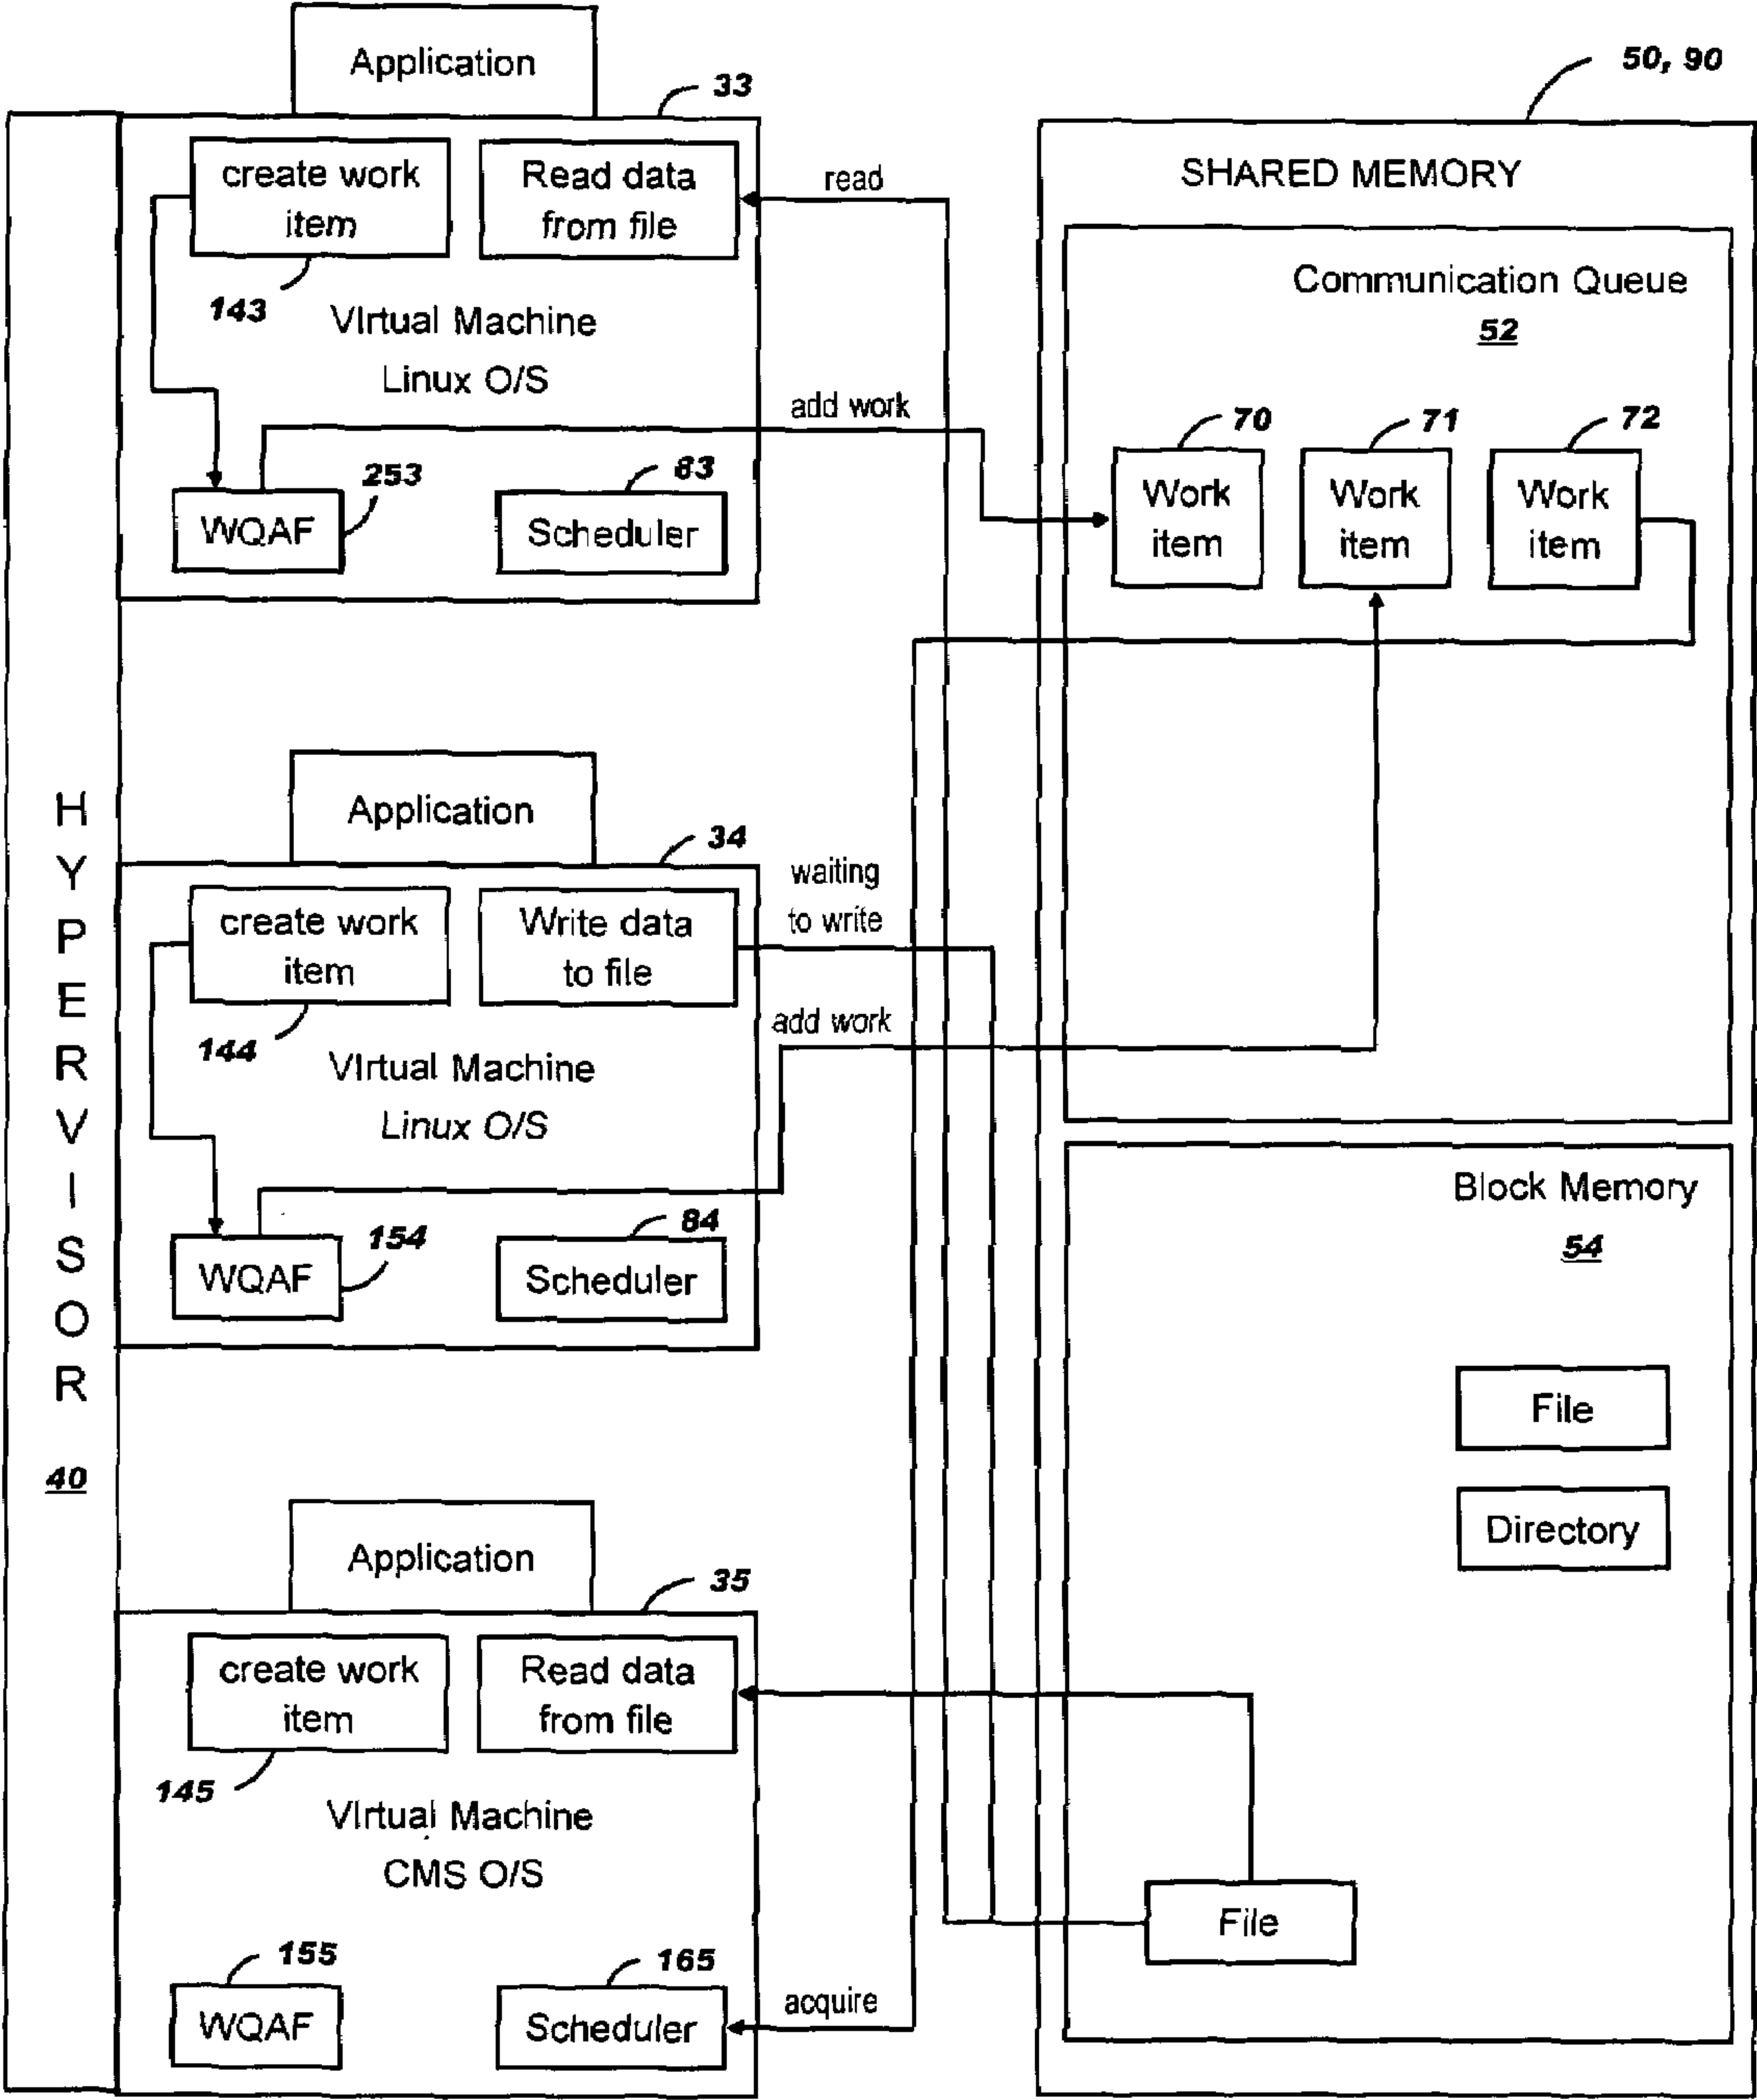 Application
33
create work
item
Read data
from file
143
VIrtual Machine
Linux O/S
253
WQAF
83
Scheduler
read
add work
50, 90
SHARED MEMORY
Communication Queue
52
70
Work
item
71
Work
item
72
Work
item
HYPERVISOR
40
Application
34
create work
item
Write data
to file
144
VIrtual Machine
Linux O/S
154
WQAF
84
Scheduler
waiting
to write
add work
Block Memory
54
File
Directory
File
Application
35
create work
item
Read data
from file
145
VIrtual Machine
CMS O/S
155
WQAF
165
Scheduler
acquire